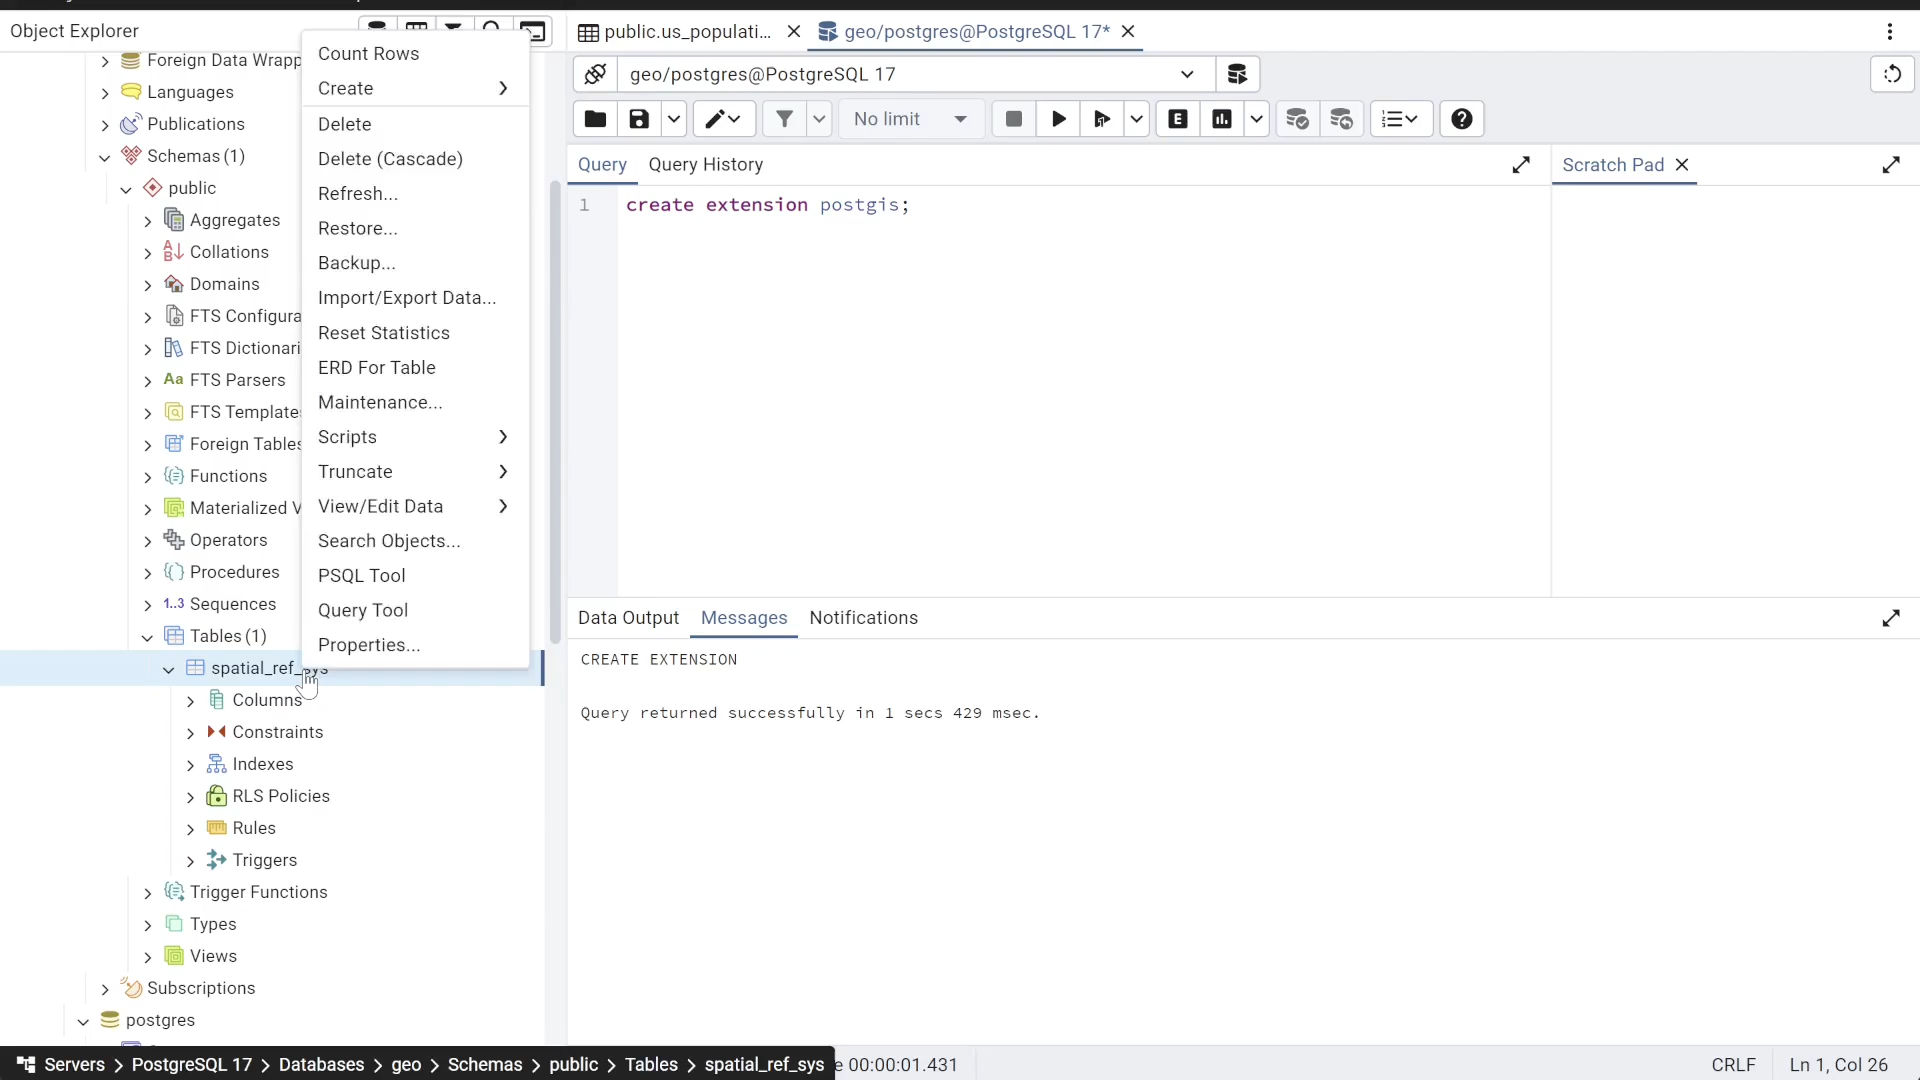 Object Explorer
Foreign Data Wrapp
Languages
Publications
Schemas (1)
public
Aggregates
Collations
Domains
FTS Configura
FTS Dictionari
Aa FTS Parsers
FTS Templates
Foreign Tables
Functions
Materialized V
Operators
Procedures
1..3 Sequences
Tables (1)
spatial_ref_sys
Columns
Constraints
Indexes
RLS Policies
Rules
Triggers
Trigger Functions
Types
Views
Subscriptions
postgres
Count Rows
Create
Delete
Delete (Cascade)
Refresh...
Restore...
Backup...
Import/Export Data...
Reset Statistics
ERD For Table
Maintenance...
Scripts
Truncate
View/Edit Data
Search Objects...
PSQL Tool
Query Tool
Properties...
public.us_populati...
geo/postgres@PostgreSQL 17*
geo/postgres@PostgreSQL 17
No limit
E
Query Query History
Scratch Pad
1 create extension postgis;
Data Output Messages Notifications
CREATE EXTENSION
Query returned successfully in 1 secs 429 msec.
Servers > PostgreSQL 17 > Databases > geo > Schemas > public > Tables > spatial_ref_sys
e 00:00:01.431
CRLF
Ln 1, Col 26